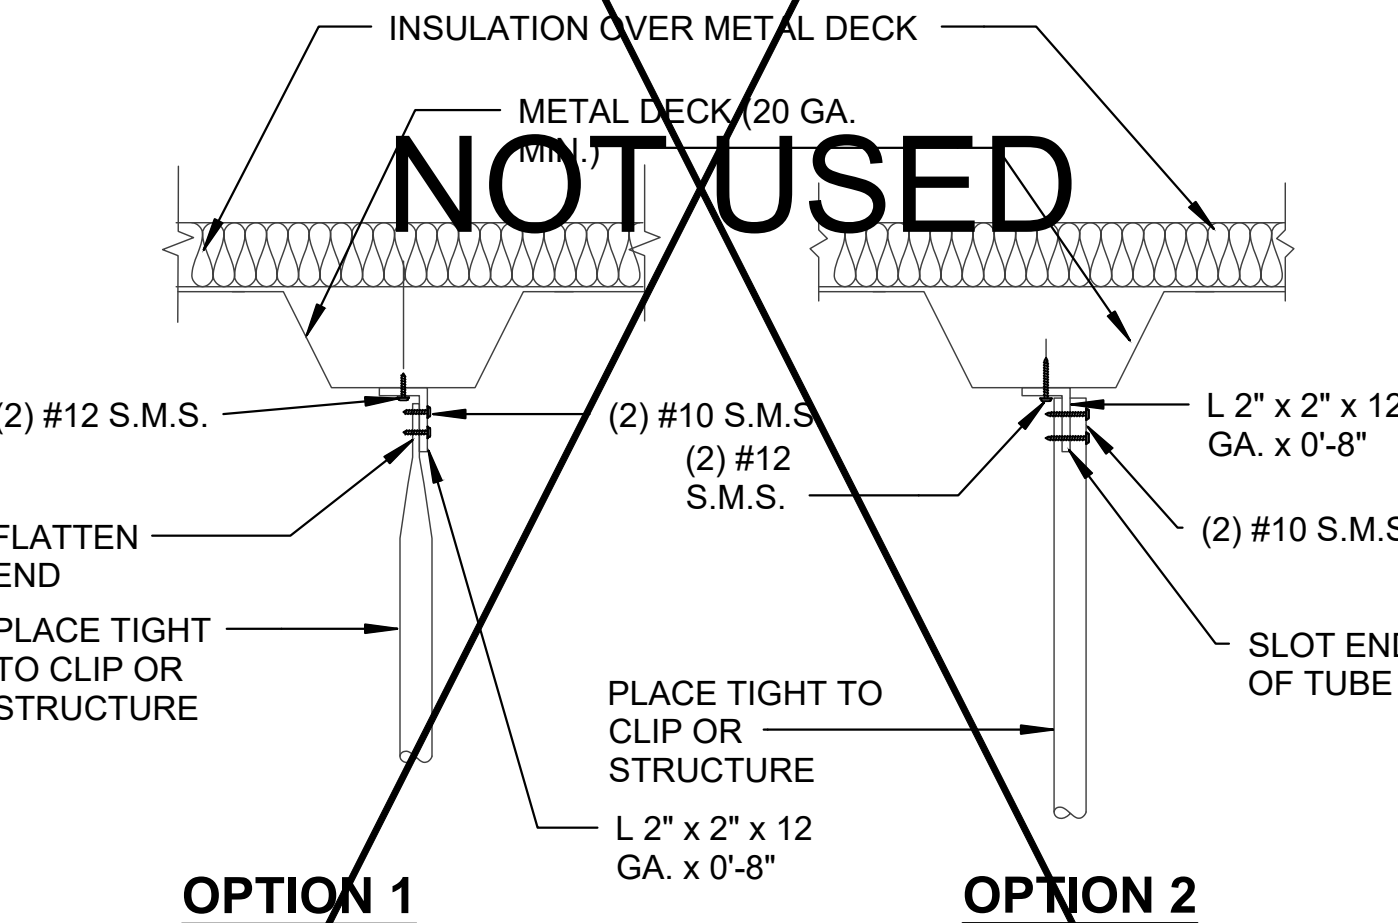 INSULATION OVER METAL DECK
METAL DECK (20 GA.
MIN.)
NOT USED
(2) #12 S.M.S.
(2) #10 S.M.S
(2) #12
S.M.S.
L 2" x 2" x 12
GA. x 0'-8"
(2) #10 S.M.S
FLATTEN
END
PLACE TIGHT
TO CLIP OR
STRUCTURE
SLOT END
OF TUBE
PLACE TIGHT TO
CLIP OR
STRUCTURE
L 2" x 2" x 12
GA. x 0'-8"
OPTION 1
OPTION 2